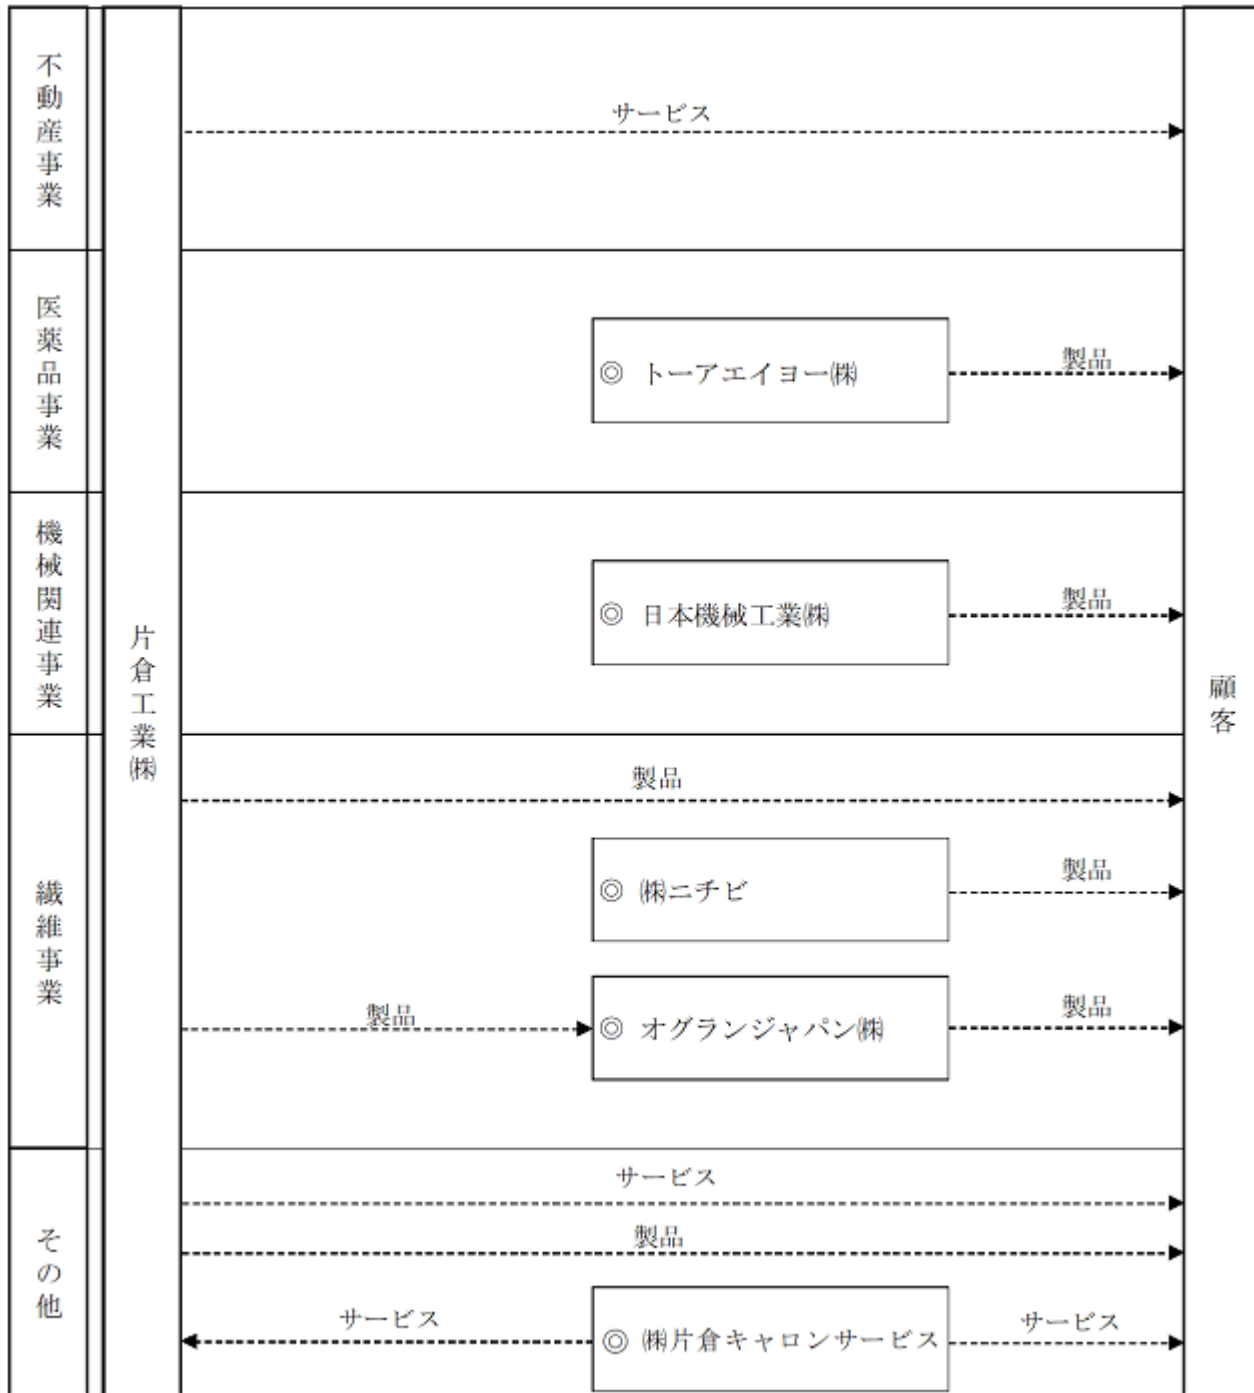 不動産事業
サービス
医薬品事業
◎ トーアエイヨー㈱
製品
機械関連事業
◎ 日本機械工業㈱
製品
片倉工業㈱
顧客
繊維事業
製品
◎ ㈱ニチビ
製品
製品
◎ オグランジャパン㈱
製品
その他
サービス
製品
サービス
◎ ㈱片倉キャロンサービス
サービス